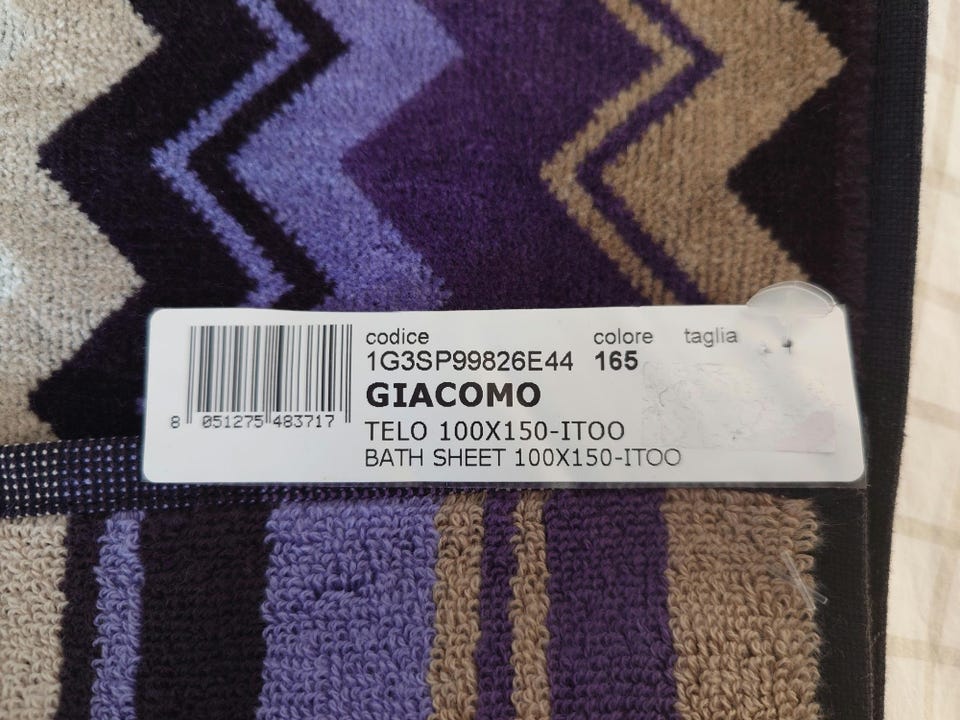 codice colore taglia
1G3SP99826E44 165
GIACOMO
TELO 100X150-ITOO
BATH SHEET 100X150-ITOO
8 051275 483717